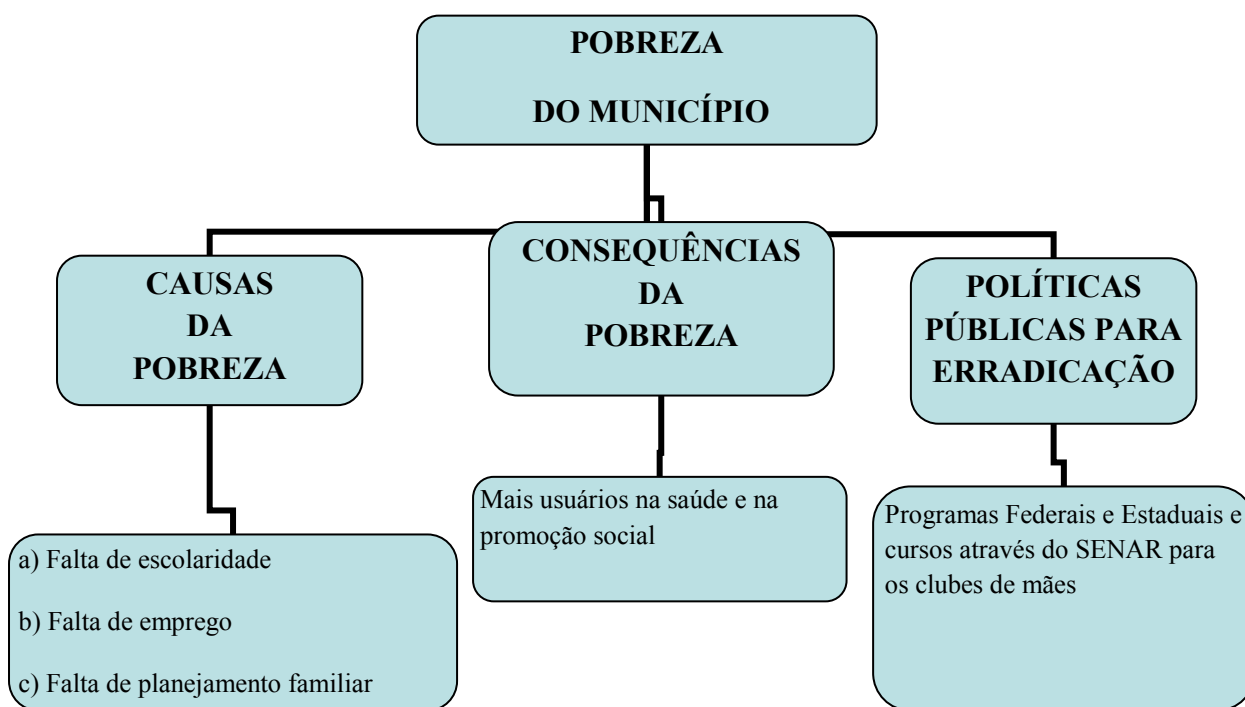 POBREZA
DO MUNICÍPIO
CAUSAS
DA
POBREZA
CONSEQUÊNCIAS
DA
POBREZA
POLÍTICAS
PÚBLICAS PARA
ERRADICAÇÃO
a) Falta de escolaridade
b) Falta de emprego
c) Falta de planejamento familiar
Mais usuários na saúde e na
promoção social
Programas Federais e Estaduais e
cursos através do SENAR para
os clubes de mães